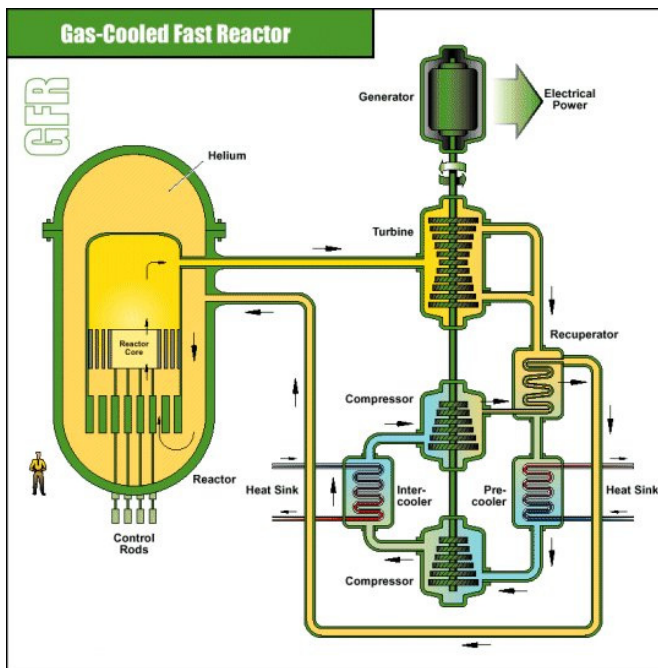 Gas-Cooled Fast Reactor
GFR
Generator
Electrical
Power
Helium
Turbine
Reactor
Core
Recuperator
Compressor
Reactor
Heat Sink
Inter-
cooler
Pre-
cooler
Heat Sink
Control
Rods
Compressor